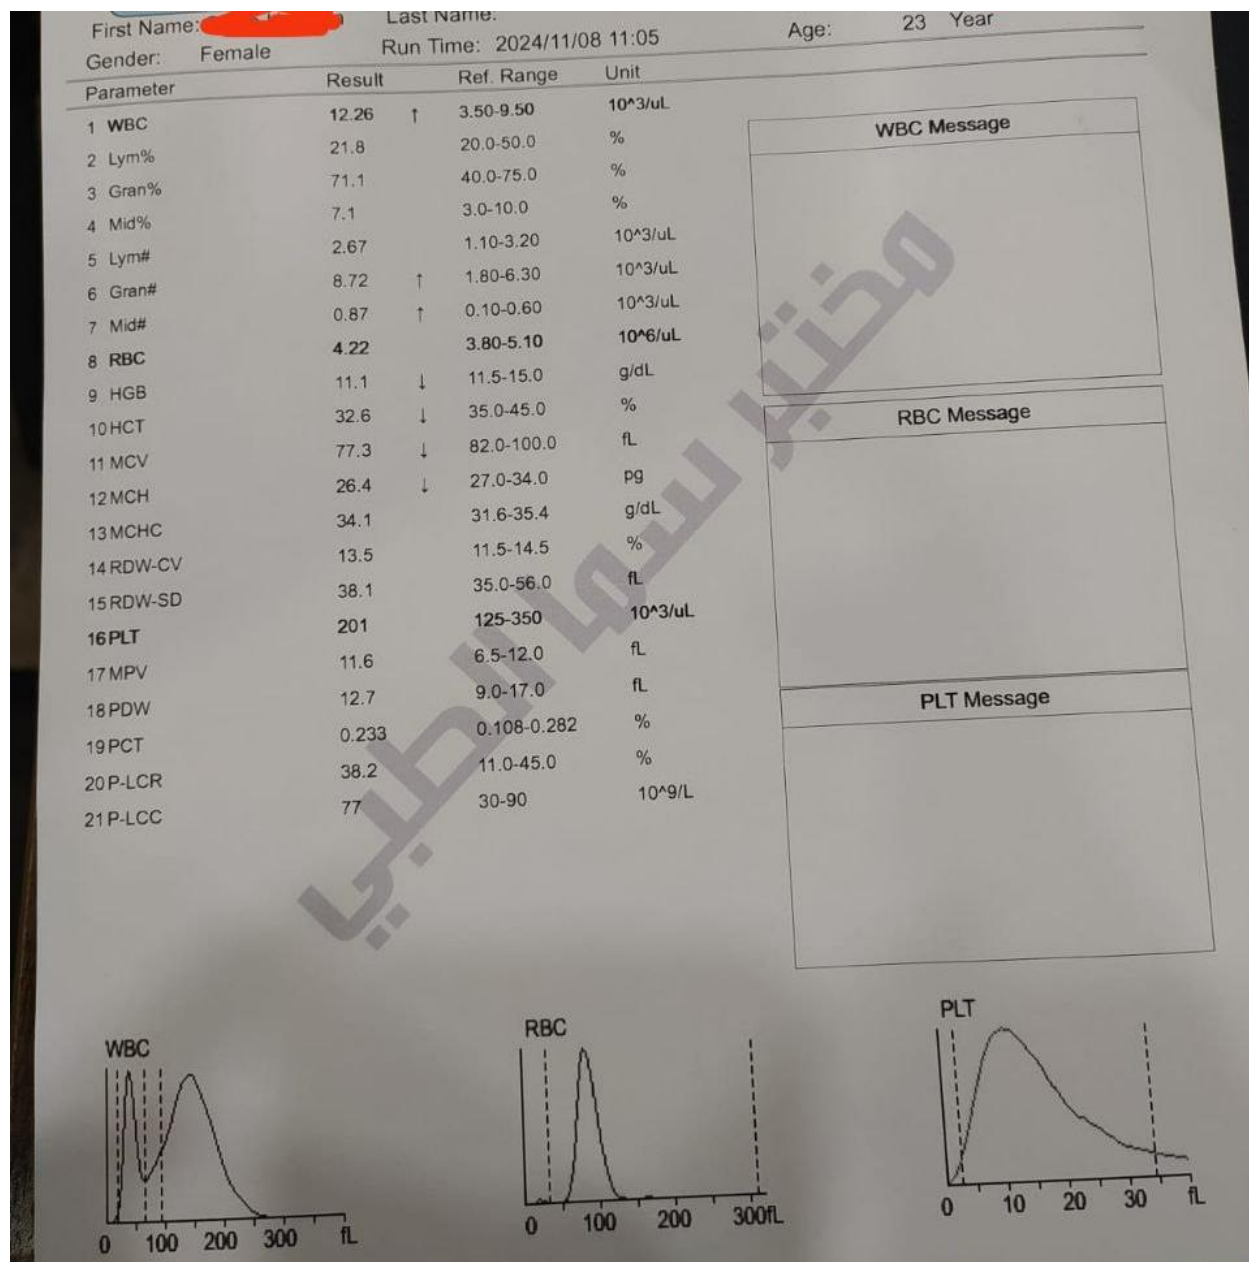 First Name: Last Name:
Gender: Female Run Time: 2024/11/08 11:05 Age: 23 Year
Parameter Result Ref. Range Unit
1 WBC 12.26 ↑ 3.50-9.50 10^3/uL
2 Lym% 21.8 20.0-50.0 %
3 Gran% 71.1 40.0-75.0 %
4 Mid% 7.1 3.0-10.0 %
5 Lym# 2.67 1.10-3.20 10^3/uL
6 Gran# 8.72 ↑ 1.80-6.30 10^3/uL
7 Mid# 0.87 ↑ 0.10-0.60 10^3/uL
8 RBC 4.22 3.80-5.10 10^6/uL
9 HGB 11.1 ↓ 11.5-15.0 g/dL
10 HCT 32.6 ↓ 35.0-45.0 %
11 MCV 77.3 ↓ 82.0-100.0 fL
12 MCH 26.4 ↓ 27.0-34.0 pg
13 MCHC 34.1 31.6-35.4 g/dL
14 RDW-CV 13.5 11.5-14.5 %
15 RDW-SD 38.1 35.0-56.0 fL
16 PLT 201 125-350 10^3/uL
17 MPV 11.6 6.5-12.0 fL
18 PDW 12.7 9.0-17.0 fL
19 PCT 0.233 0.108-0.282 %
20 P-LCR 38.2 11.0-45.0 %
21 P-LCC 77 30-90 10^9/L
WBC Message
RBC Message
PLT Message
مختبر سوما الطبي
WBC
0 100 200 300 fL
RBC
0 100 200 300fL
PLT
0 10 20 30 fL